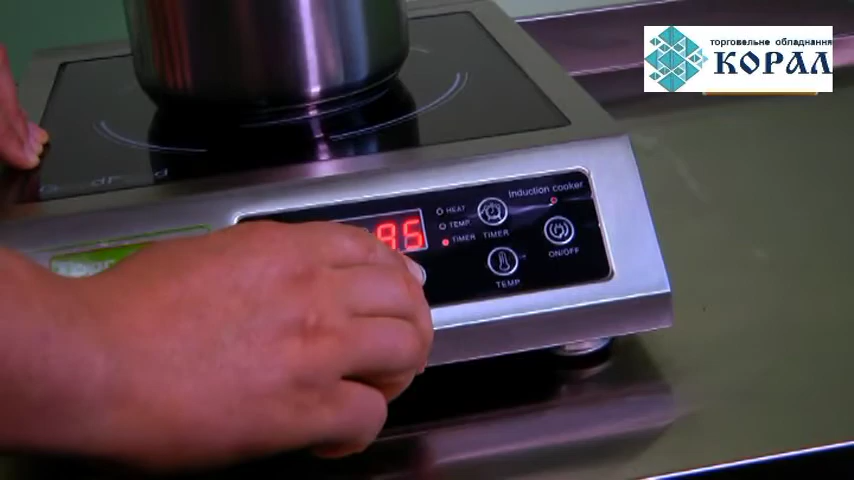 торговельне обладнання
КОРАЛ
Induction cooker
HEAT
TEMP.
TIMER
TIMER
ON/OFF
TEMP